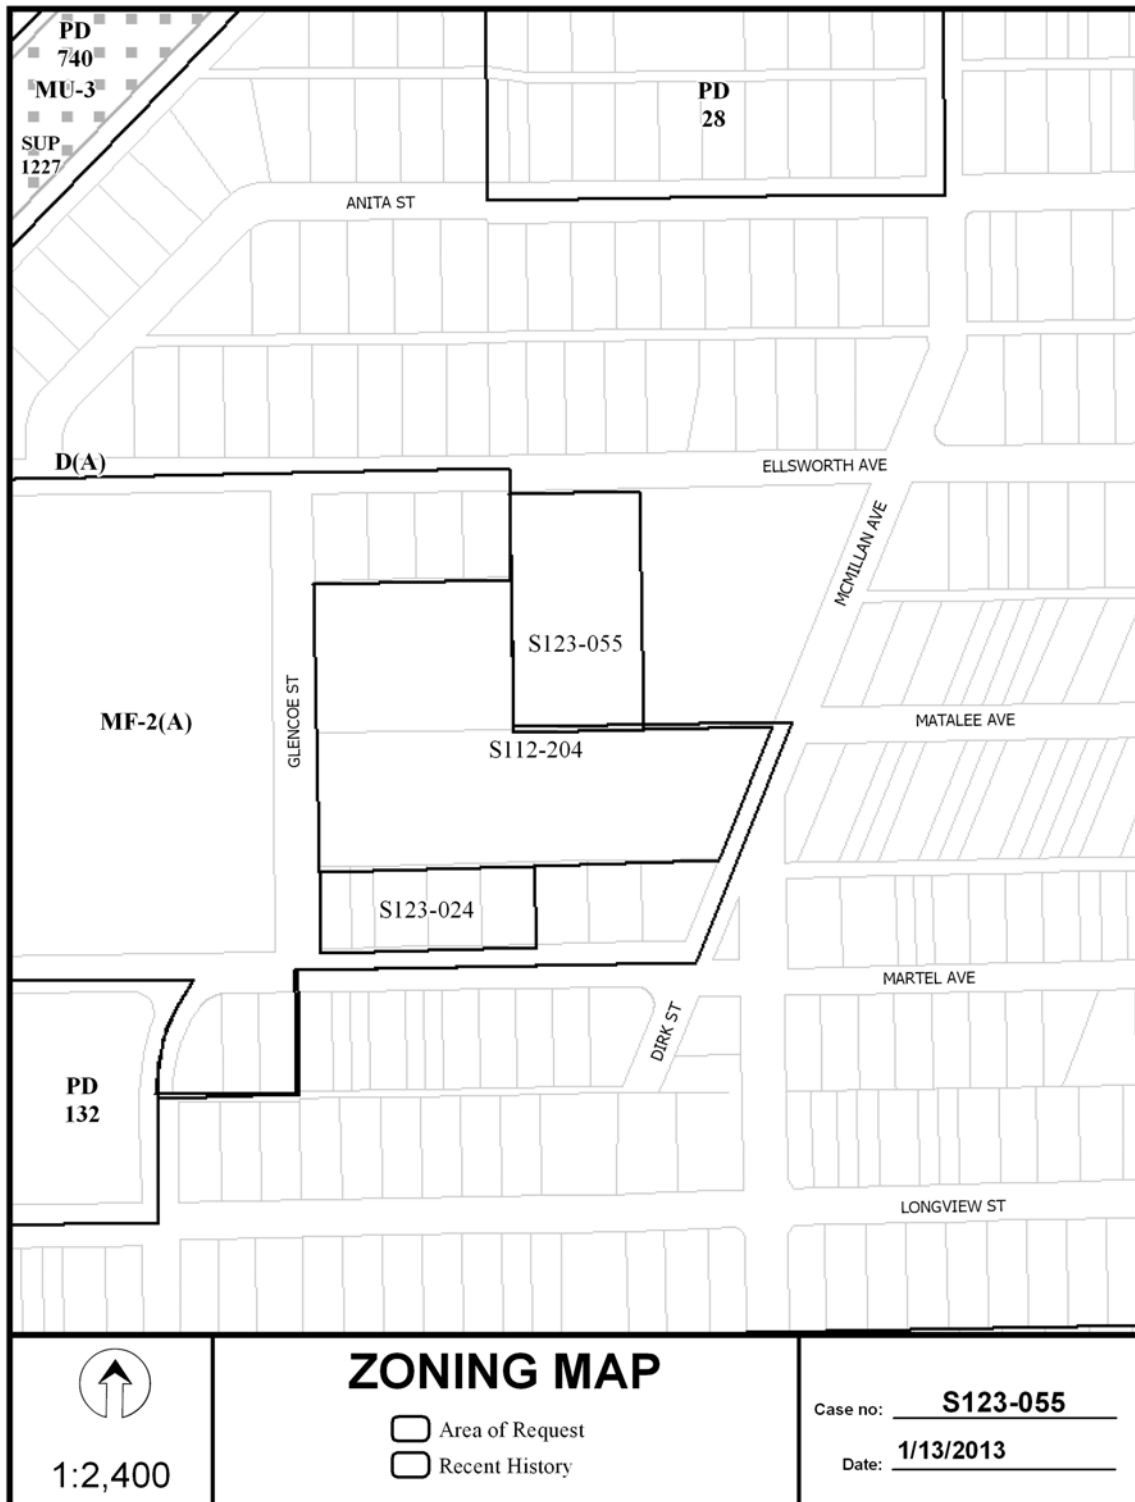 PD
740
MU-3
SUP
1227
PD
28
ANITA ST
D(A)
ELLSWORTH AVE
MCMILLAN AVE
S123-055
GLENCOE ST
MF-2(A)
MATALEE AVE
S112-204
S123-024
MARTEL AVE
DIRK ST
PD
132
LONGVIEW ST
1:2,400
ZONING MAP
Area of Request
Recent History
Case no: S123-055
Date: 1/13/2013